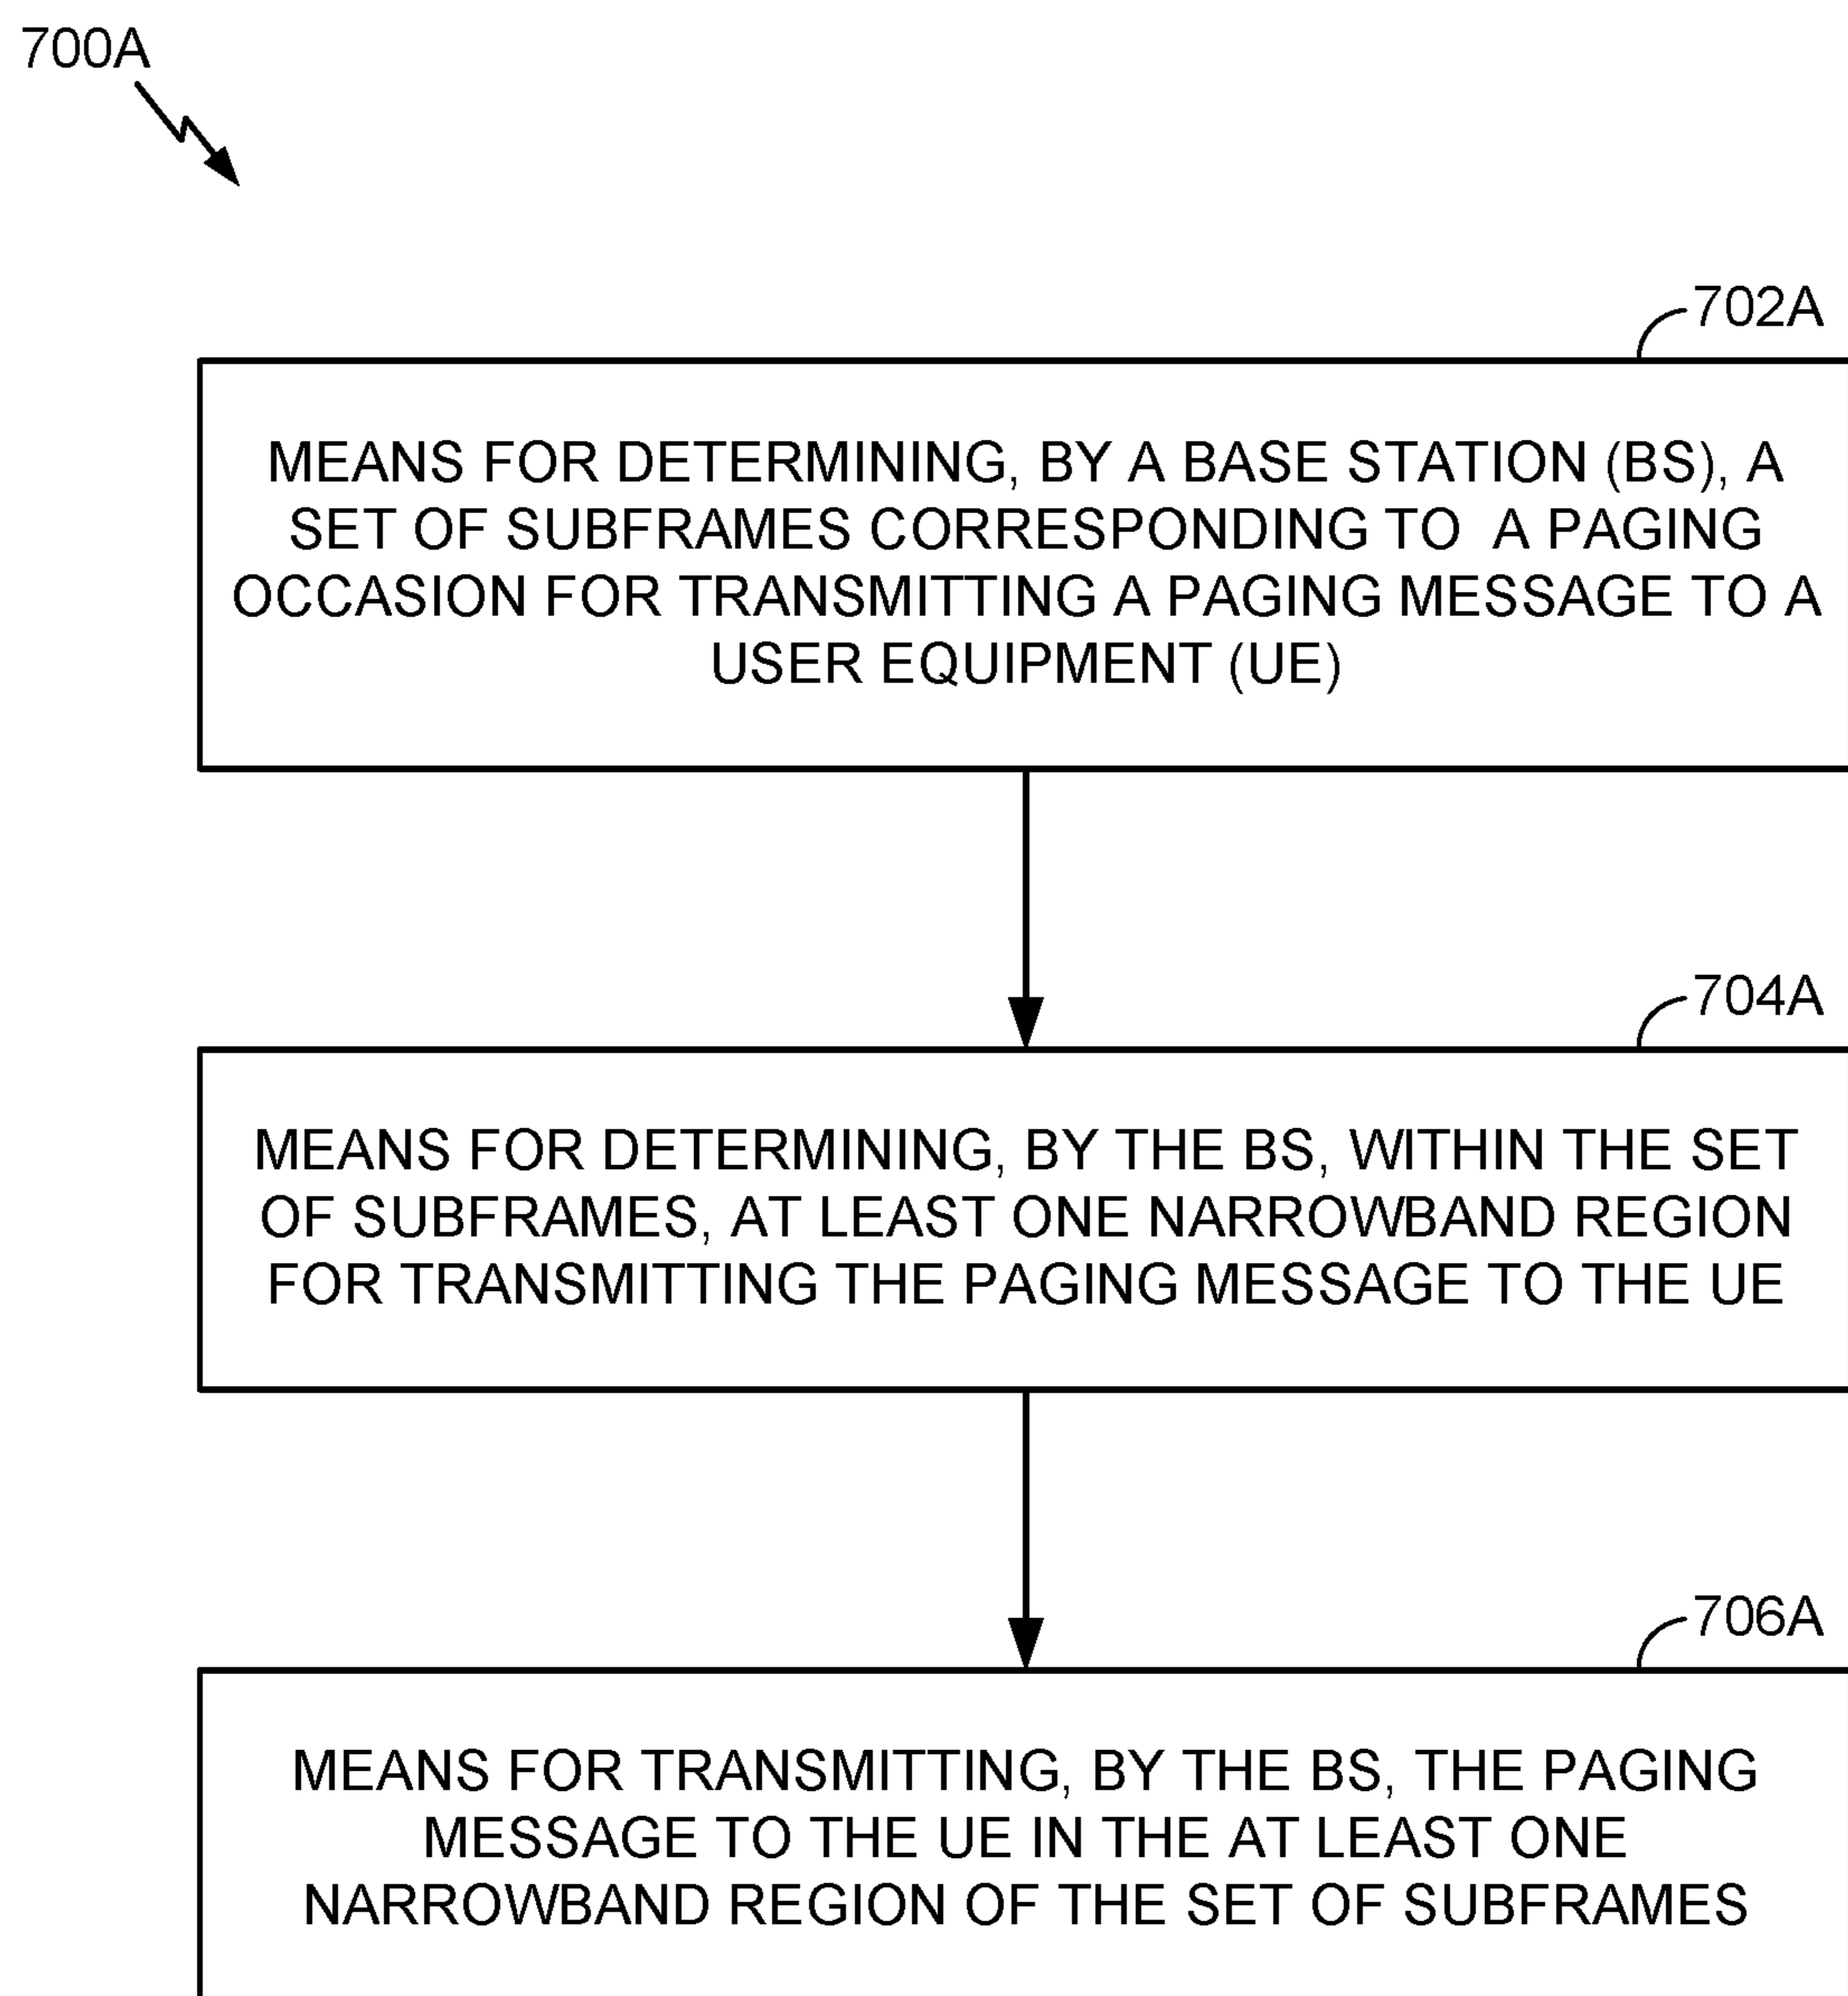 700A
702A
MEANS FOR DETERMINING, BY A BASE STATION (BS), A
SET OF SUBFRAMES CORRESPONDING TO A PAGING
OCCASION FOR TRANSMITTING A PAGING MESSAGE TO A
USER EQUIPMENT (UE)
704A
MEANS FOR DETERMINING, BY THE BS, WITHIN THE SET
OF SUBFRAMES, AT LEAST ONE NARROWBAND REGION
FOR TRANSMITTING THE PAGING MESSAGE TO THE UE
706A
MEANS FOR TRANSMITTING, BY THE BS, THE PAGING
MESSAGE TO THE UE IN THE AT LEAST ONE
NARROWBAND REGION OF THE SET OF SUBFRAMES